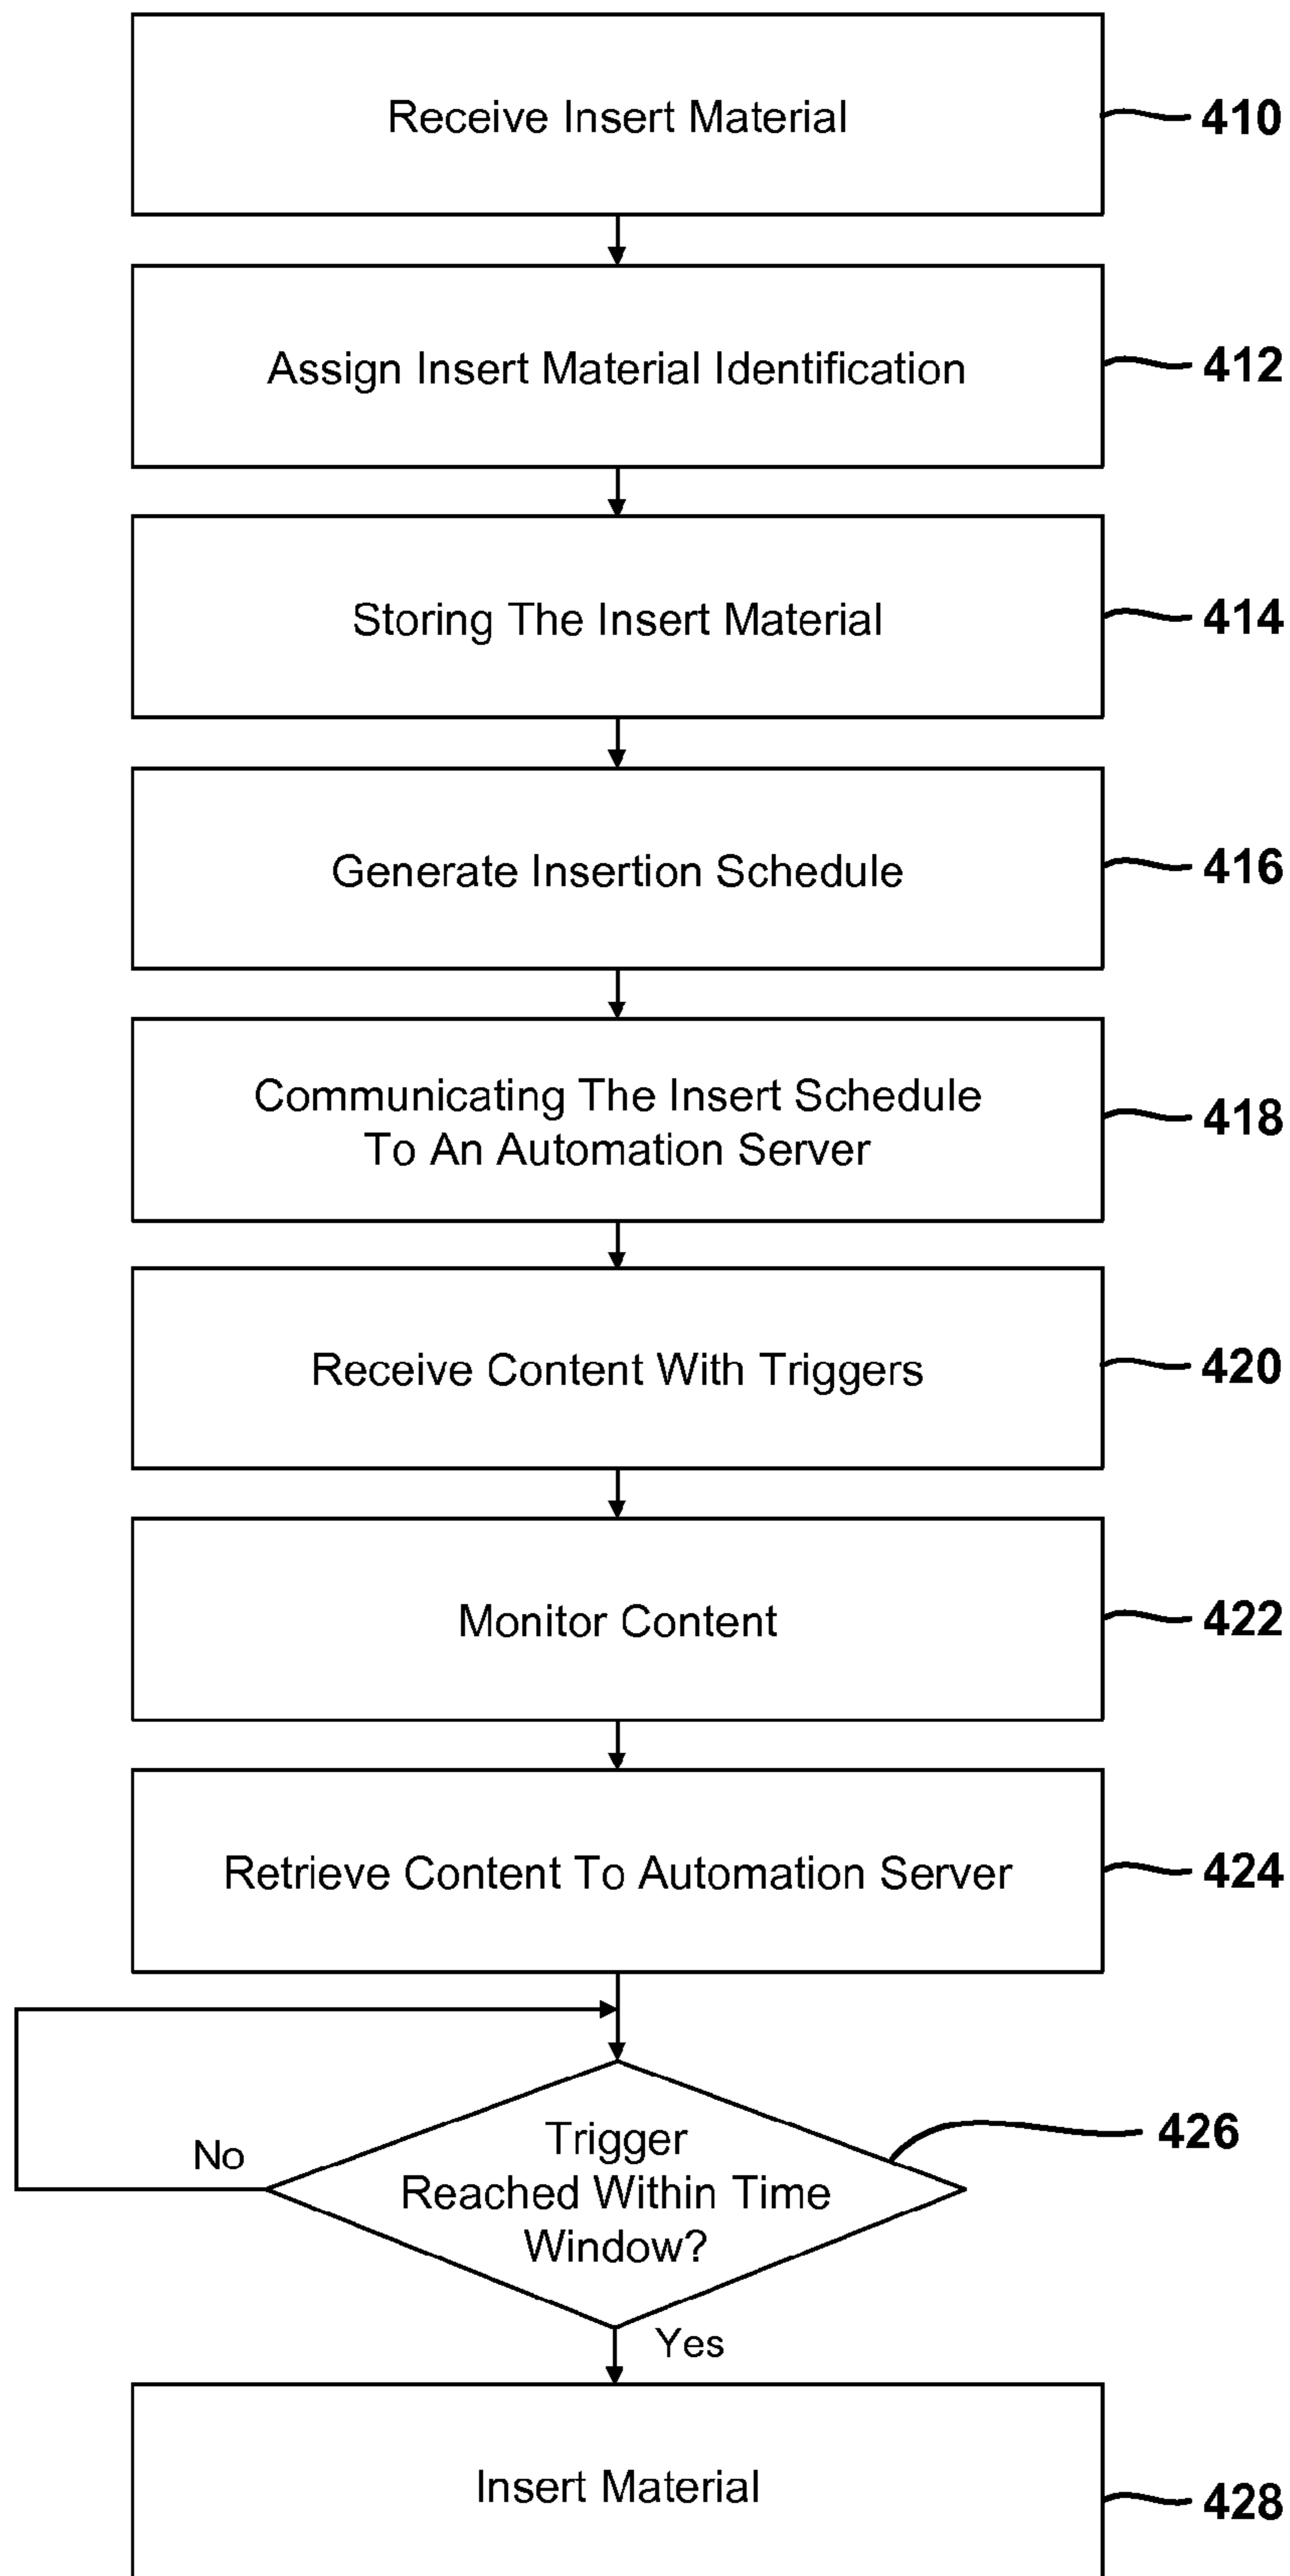 Receive Insert Material
410
Assign Insert Material Identification
412
Storing The Insert Material
414
Generate Insertion Schedule
416
Communicating The Insert Schedule
To An Automation Server
418
Receive Content With Triggers
420
Monitor Content
422
Retrieve Content To Automation Server
424
Trigger
Reached Within Time
Window?
426
No
Yes
Insert Material
428